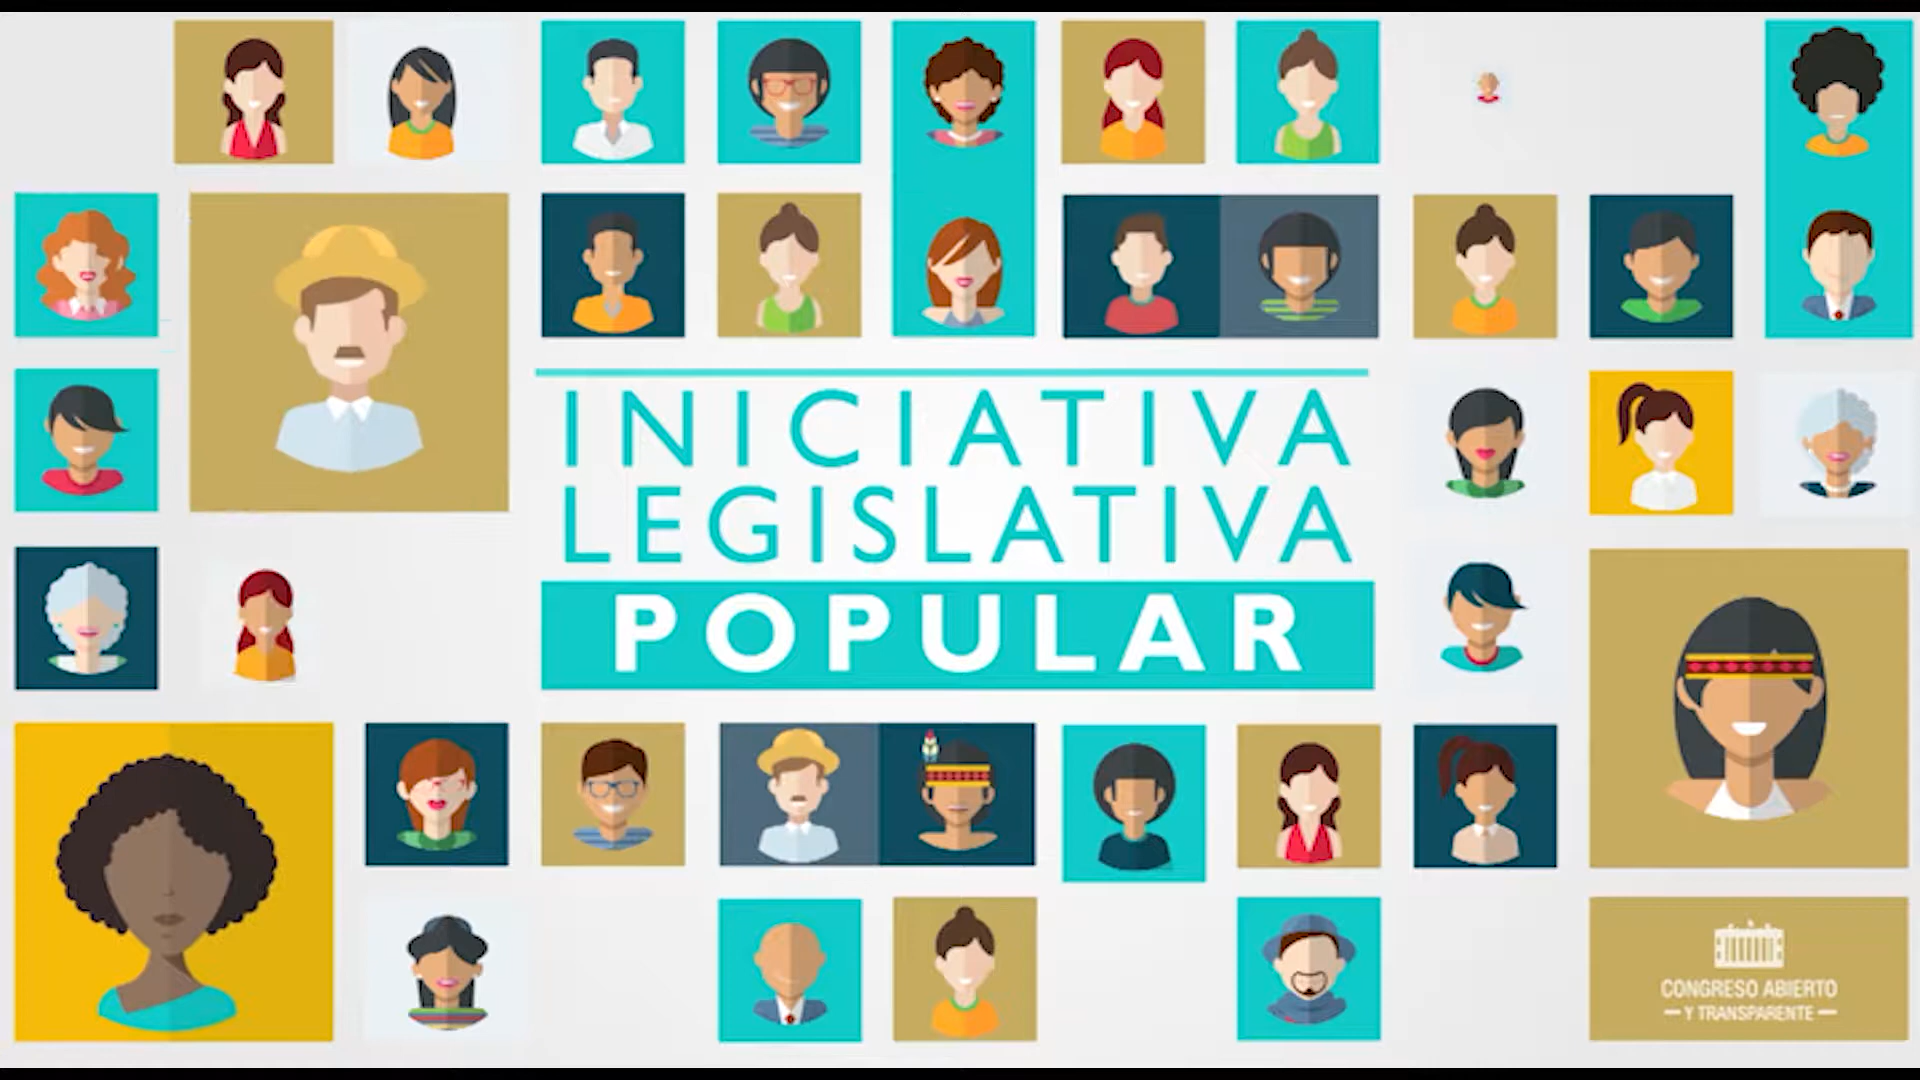 INICIATIVA
LEGISLATIVA
POPULAR
CONGRESO ABIERTO
Y TRANSPARENTE